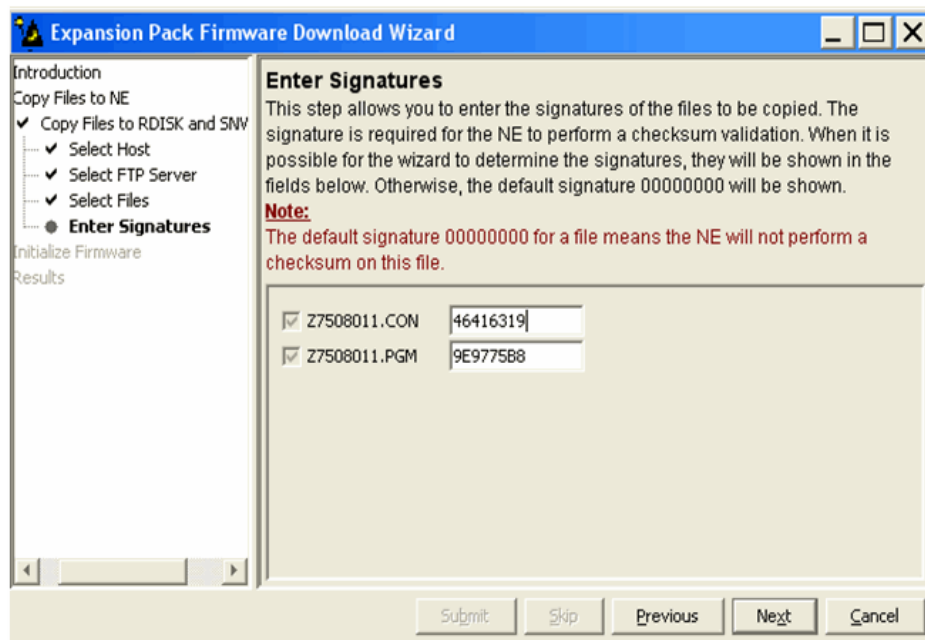 Expansion Pack Firmware Download Wizard
Introduction
Copy Files to NE
Copy Files to RDISK and SNV
Select Host
Select FTP Server
Select Files
Enter Signatures
Initialize Firmware
Results
Enter Signatures
This step allows you to enter the signatures of the files to be copied. The
signature is required for the NE to perform a checksum validation. When it is
possible for the wizard to determine the signatures, they will be shown in the
fields below. Otherwise, the default signature 00000000 will be shown.
Note:
The default signature 00000000 for a file means the NE will not perform a
checksum on this file.
Z7508011.CON 46416319
Z7508011.PGM 9E9775B8
Submit Skip Previous Next Cancel